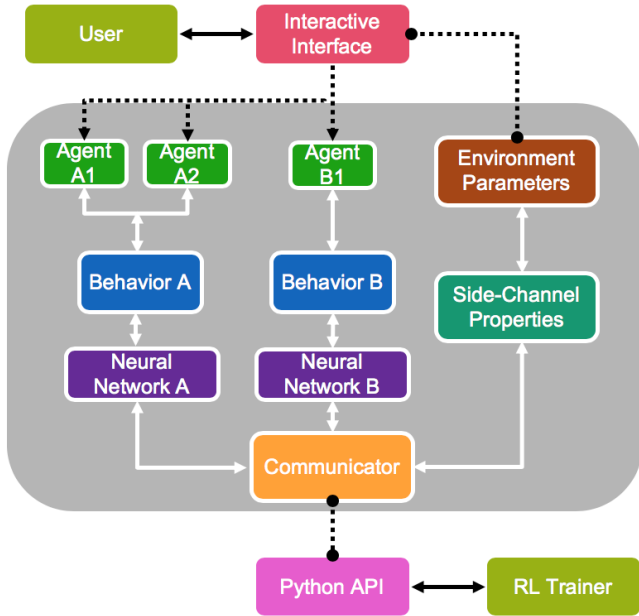 User
Interactive
Interface
Agent
A1
Agent
A2
Agent
B1
Environment
Parameters
Behavior A
Behavior B
Side-Channel
Properties
Neural
Network A
Neural
Network B
Communicator
Python API
RL Trainer